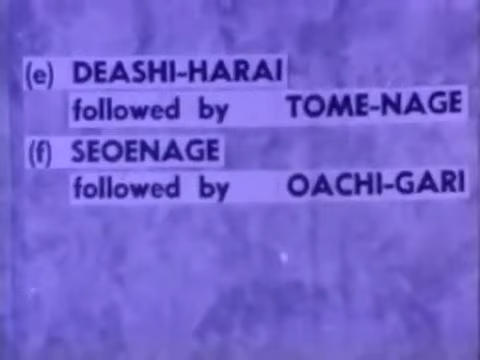 (e) DEASHI-HARAI
followed by TOME-NAGE
(f) SEOENAGE
followed by OACHI-GARI